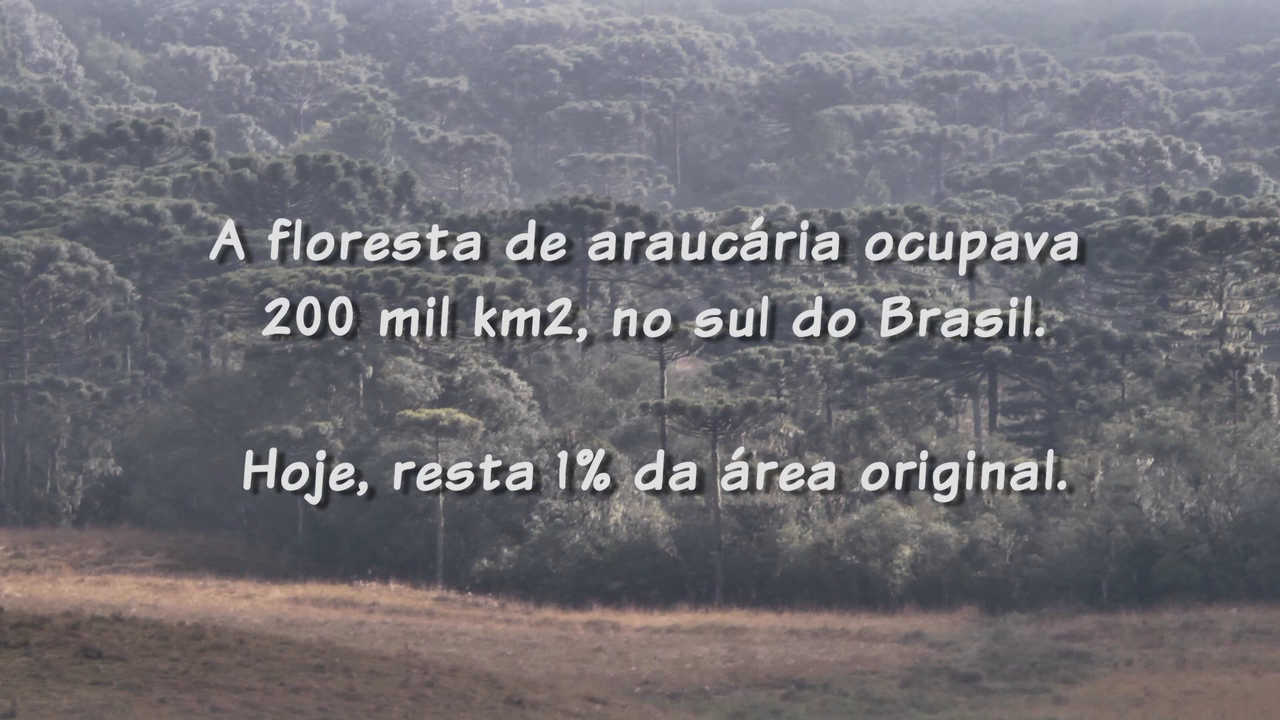 A floresta de araucária ocupava
200 mil km2, no sul do Brasil.
Hoje, resta 1% da área original.